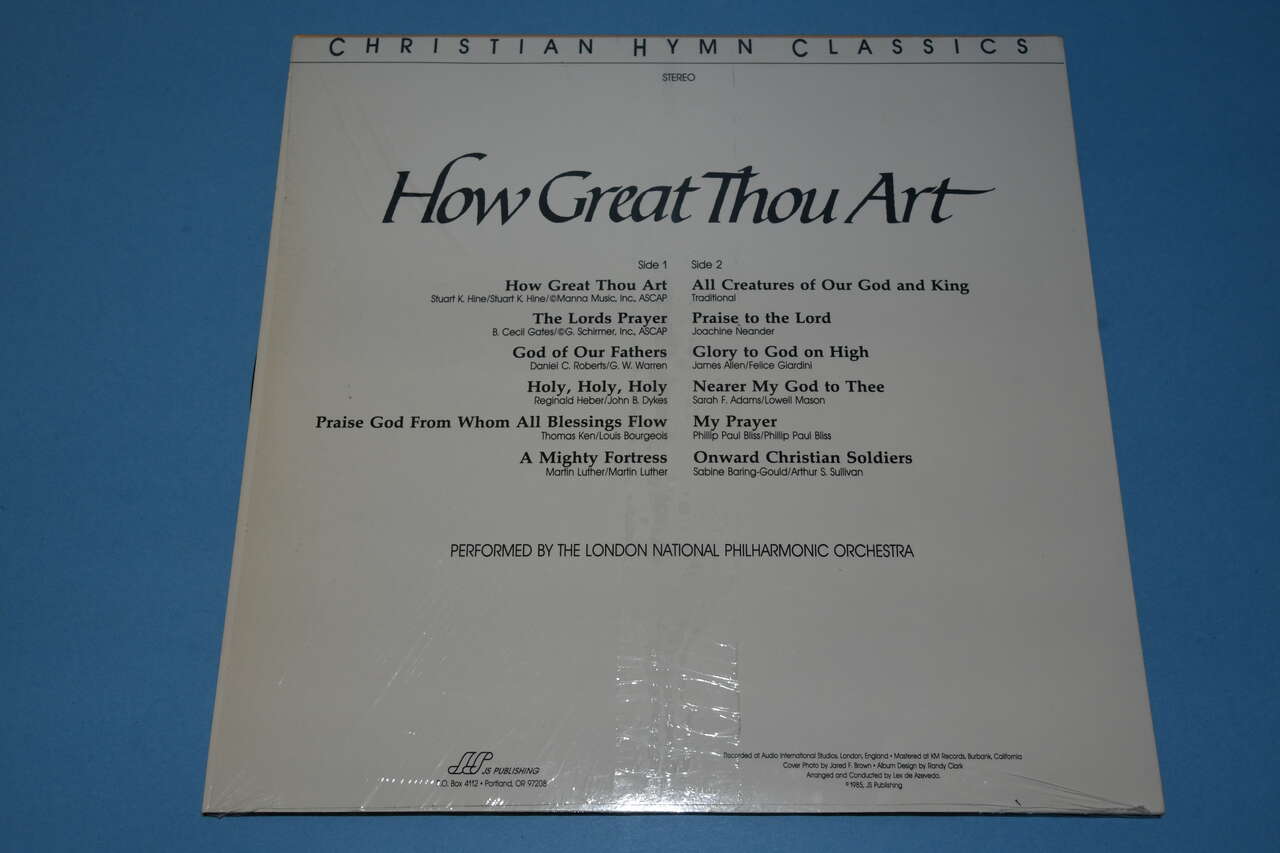 CHRISTIAN HYMN CLASSICS
STEREO
How Great Thou Art
Side 1
How Great Thou Art
Stuart K. Hine/Stuart K. Hine/©Manna Music, Inc., ASCAP
The Lords Prayer
B. Cecil Gates/©G. Schirmer, Inc., ASCAP
God of Our Fathers
Daniel C. Roberts/G. W. Warren
Holy, Holy, Holy
Reginald Heber/John B. Dykes
Praise God From Whom All Blessings Flow
Thomas Ken/Louis Bourgeois
A Mighty Fortress
Martin Luther/Martin Luther
Side 2
All Creatures of Our God and King
Traditional
Praise to the Lord
Joachine Neander
Glory to God on High
James Allen/Felice Giardini
Nearer My God to Thee
Sarah F. Adams/Lowell Mason
My Prayer
Phillip Paul Bliss/Phillip Paul Bliss
Onward Christian Soldiers
Sabine Baring-Gould/Arthur S. Sullivan
PERFORMED BY THE LONDON NATIONAL PHILHARMONIC ORCHESTRA
JS PUBLISHING
P.O. Box 4112 • Portland, OR 97208
Recorded at Audio International Studios, London, England • Mastered at KM Records, Burbank, California
Cover Photo by Jared F. Brown • Album Design by Randy Clark
Arranged and Conducted by Lex de Azevedo.
©1985, JS Publishing